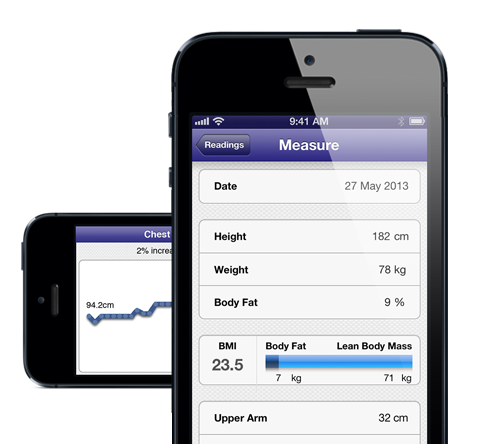 9:41 AM
Readings Measure
Date 27 May 2013
Height 182 cm
Weight 78 kg
Body Fat 9 %
BMI Body Fat Lean Body Mass
23.5
7 kg 71 kg
Upper Arm 32 cm
Chest
2% increa
94.2cm